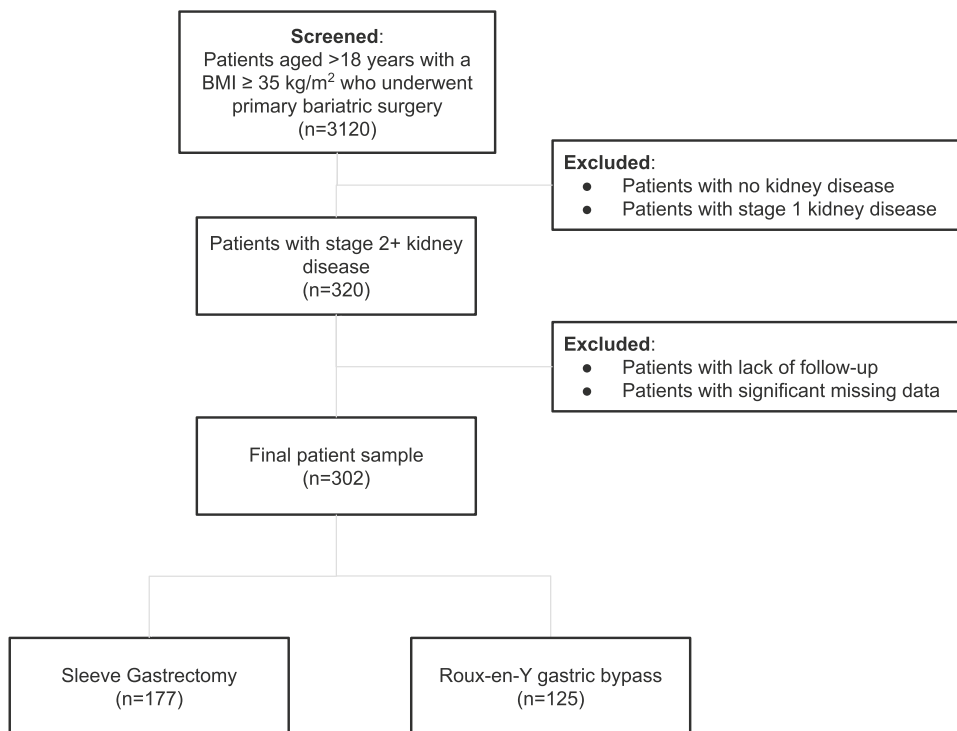 Screened:
Patients aged >18 years with a
BMI ≥ 35 kg/m² who underwent
primary bariatric surgery
(n=3120)
Excluded:
● Patients with no kidney disease
● Patients with stage 1 kidney disease
Patients with stage 2+ kidney
disease
(n=320)
Excluded:
● Patients with lack of follow-up
● Patients with significant missing data
Final patient sample
(n=302)
Sleeve Gastrectomy
(n=177)
Roux-en-Y gastric bypass
(n=125)